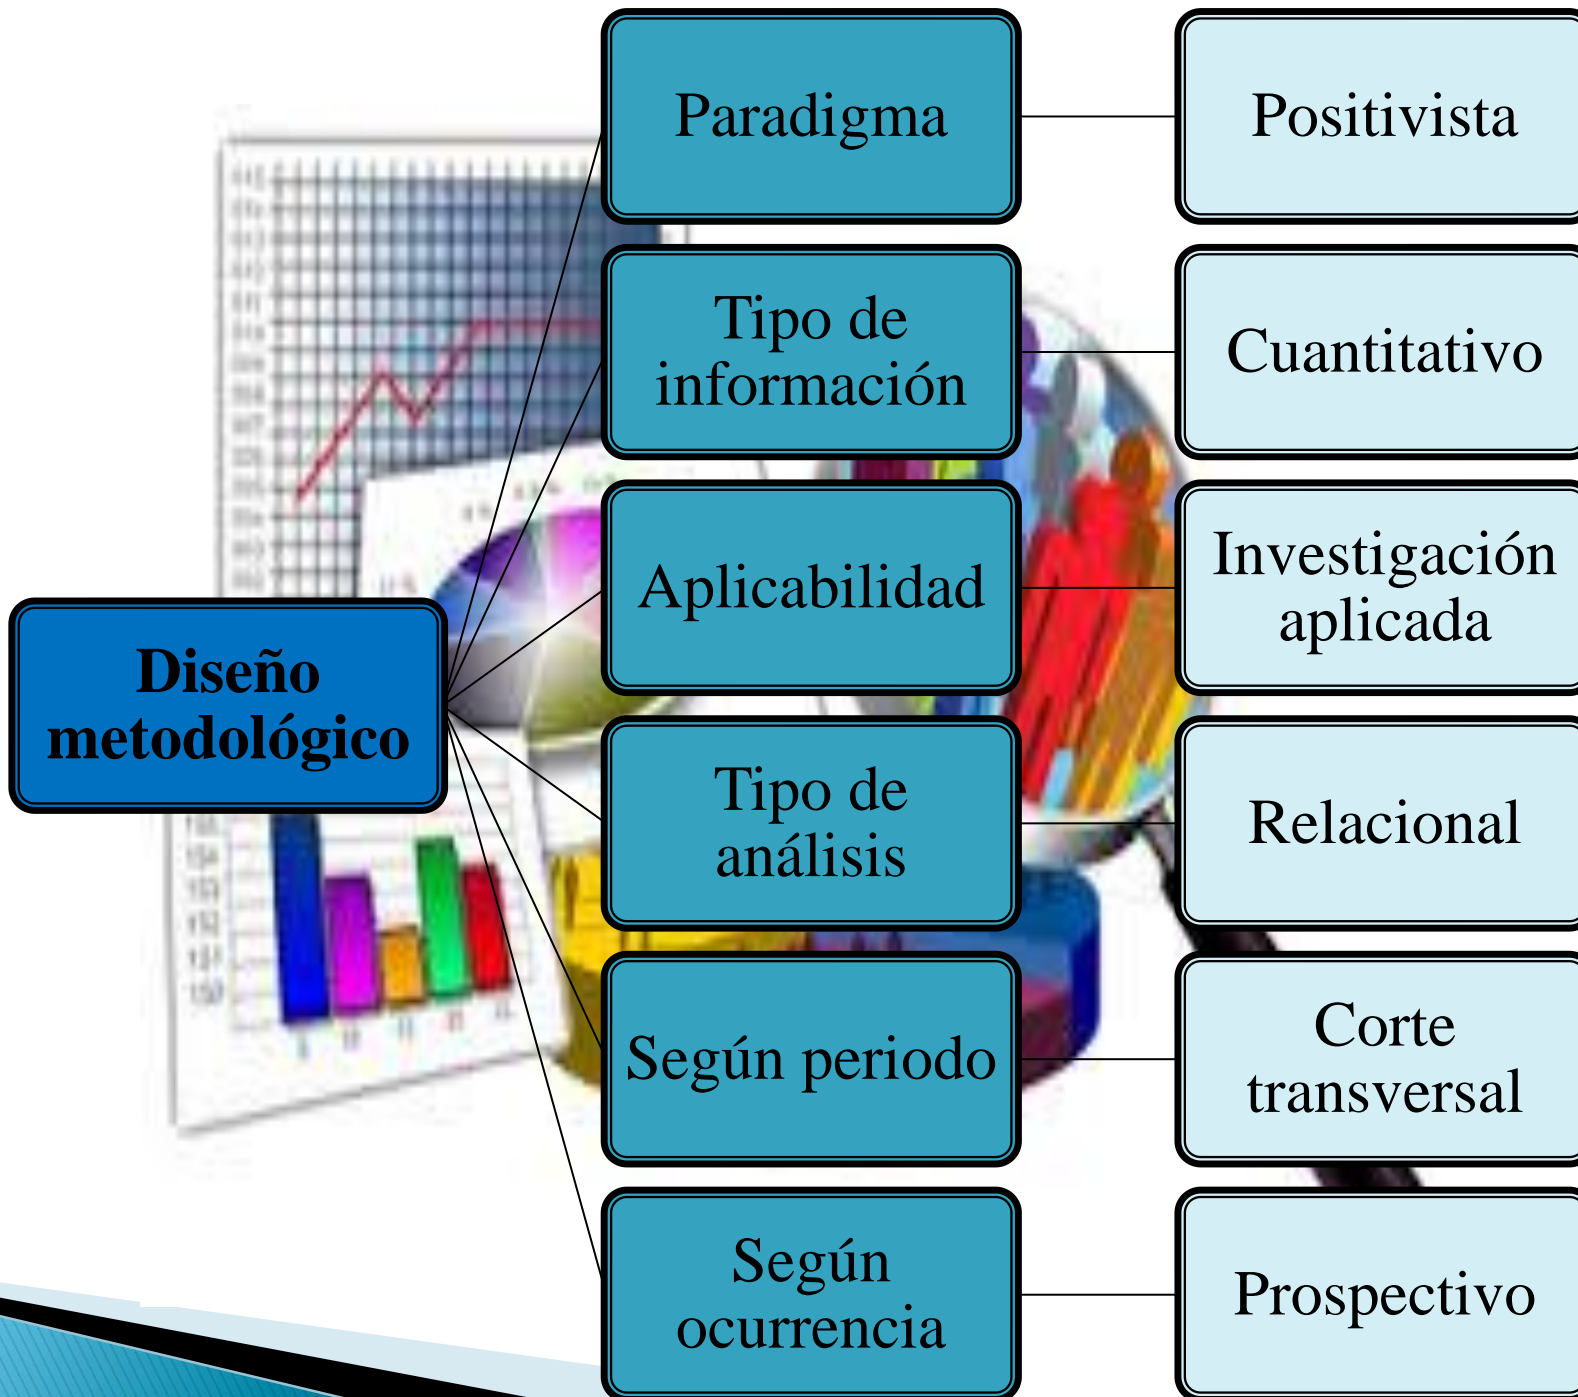 Diseño
metodológico
Paradigma
Positivista
Tipo de
información
Cuantitativo
Aplicabilidad
Investigación
aplicada
Tipo de
análisis
Relacional
Según periodo
Corte
transversal
Según
ocurrencia
Prospectivo